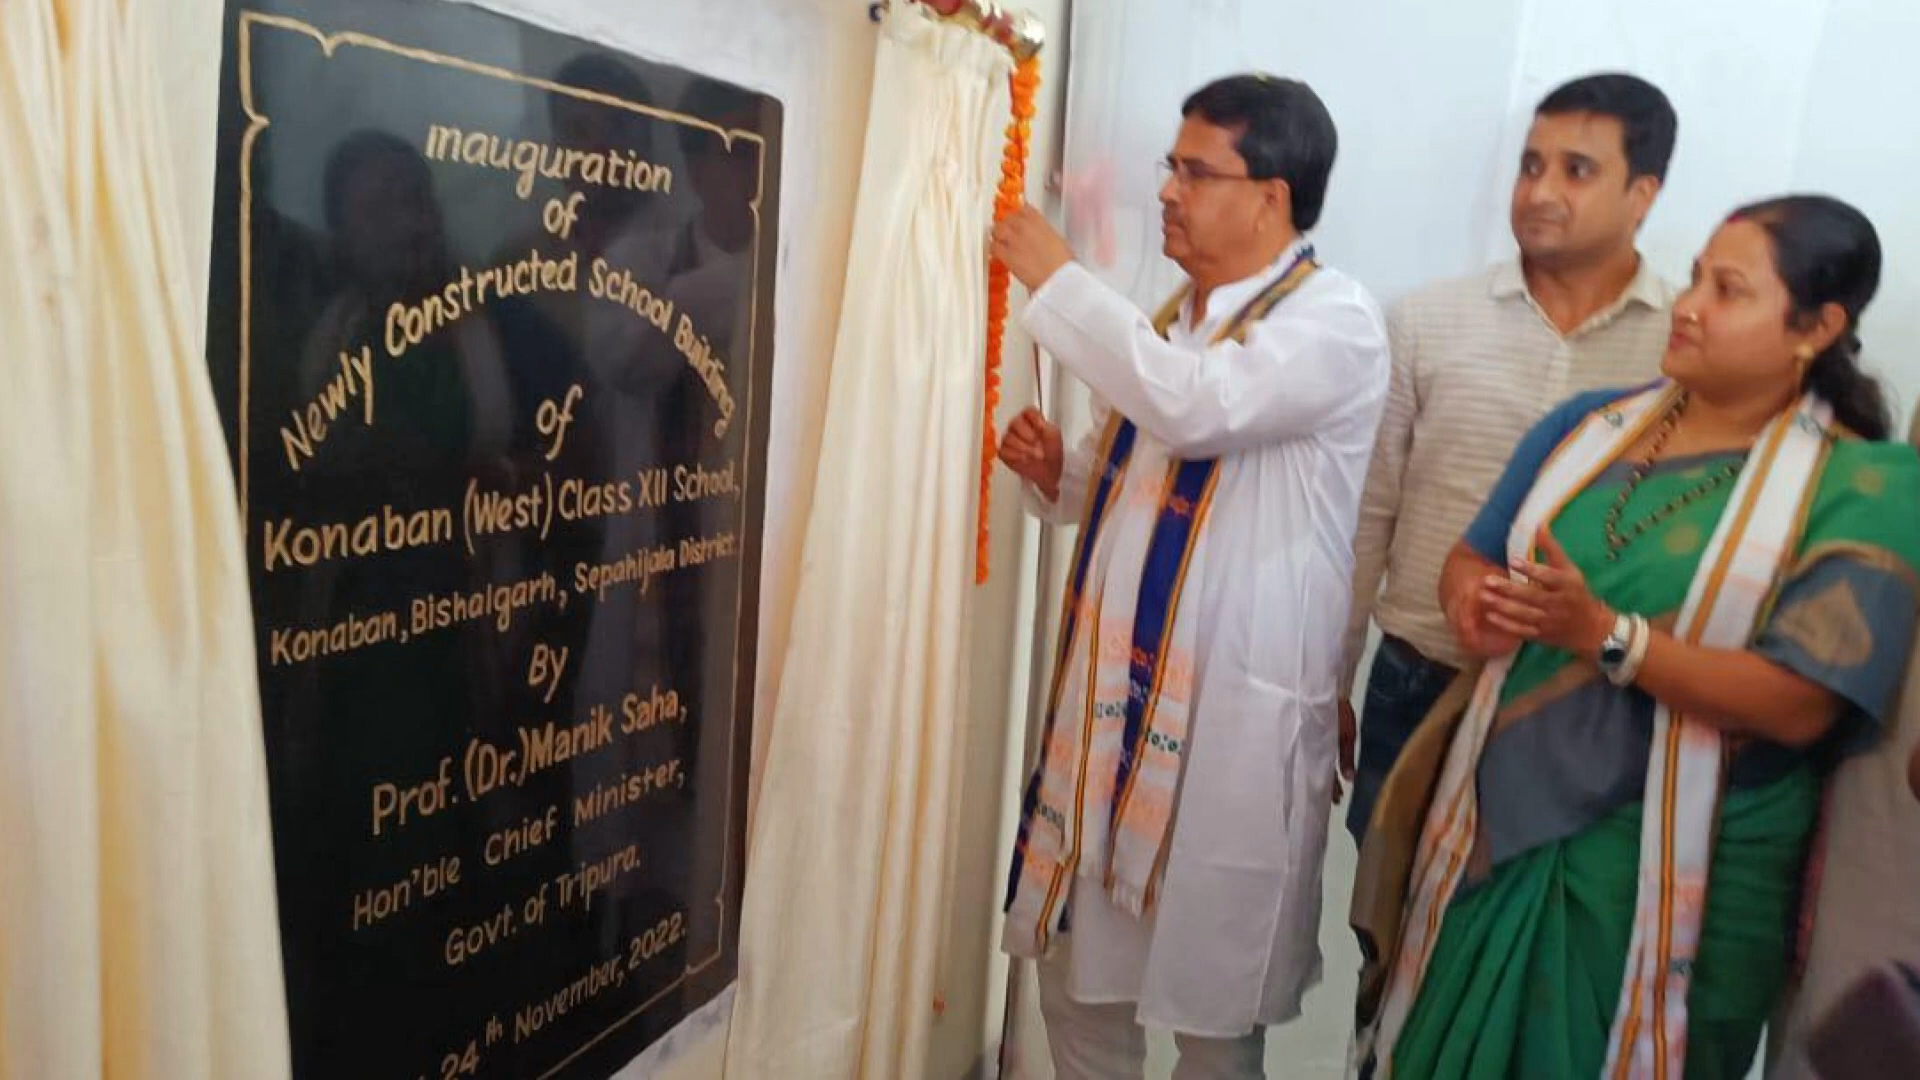 Inauguration
of
Newly Constructed School Building
of
Konaban (West) Class XII School,
Konaban, Bishalgarh, Sepahijala District.
By
Prof. (Dr.) Manik Saha,
Hon'ble Chief Minister,
Govt. of Tripura.
24th November, 2022.